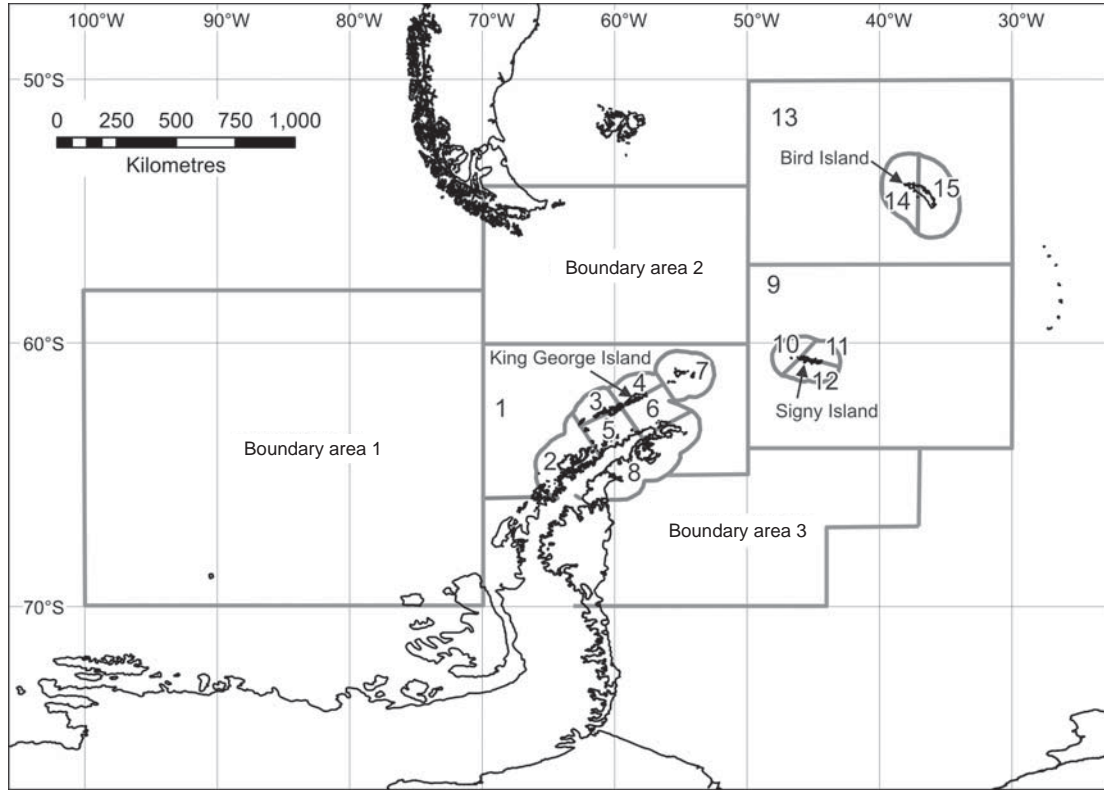 100°W 90°W 80°W 70°W 60°W 50°W 40°W 30°W
50°S
0 250 500 750 1,000
Kilometres
13
Bird Island
15
14
Boundary area 2
9
60°S
10 11
King George Island
7
4
12
3
Signy Island
1
6
5
Boundary area 1
2
8
Boundary area 3
70°S